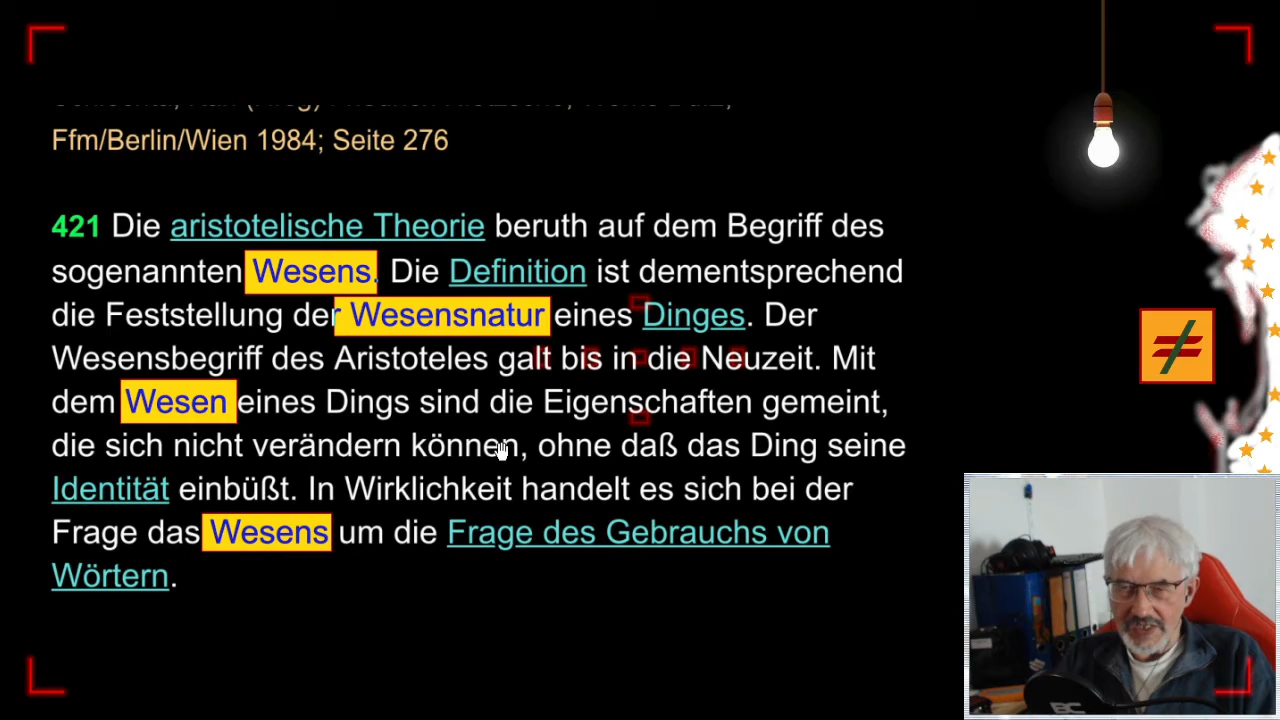 Ffm/Berlin/Wien 1984; Seite 276
421 Die aristotelische Theorie beruth auf dem Begriff des
sogenannten Wesens. Die Definition ist dementsprechend
die Feststellung der Wesensnatur eines Dinges. Der
Wesensbegriff des Aristoteles galt bis in die Neuzeit. Mit
dem Wesen eines Dings sind die Eigenschaften gemeint,
die sich nicht verändern können, ohne daß das Ding seine
Identität einbüßt. In Wirklichkeit handelt es sich bei der
Frage das Wesens um die Frage des Gebrauchs von
Wörtern.
≠